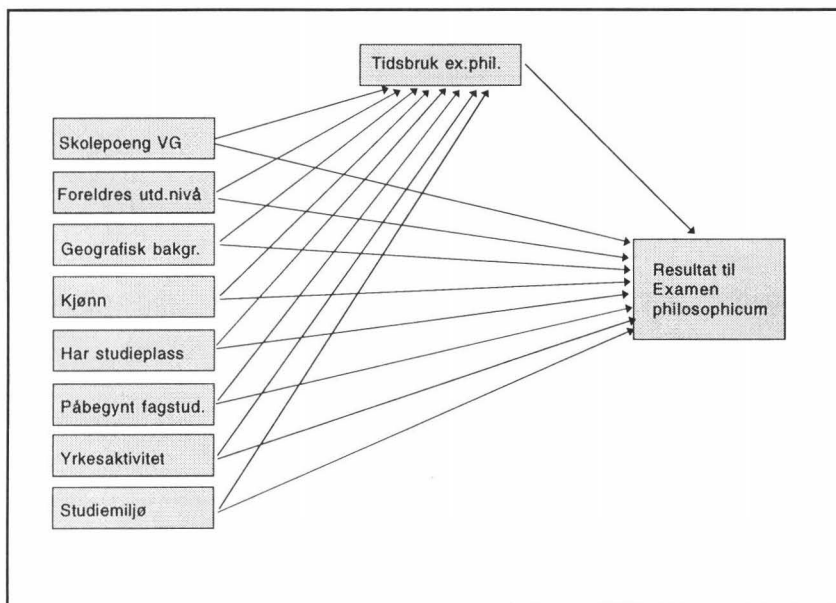 Tidsbruk ex.phil.
Skolepoeng VG
Foreldres utd.nivå
Geografisk bakgr.
Kjønn
Har studieplass
Påbegynt fagstud.
Yrkesaktivitet
Studiemiljø
Resultat til
Examen
philosophicum